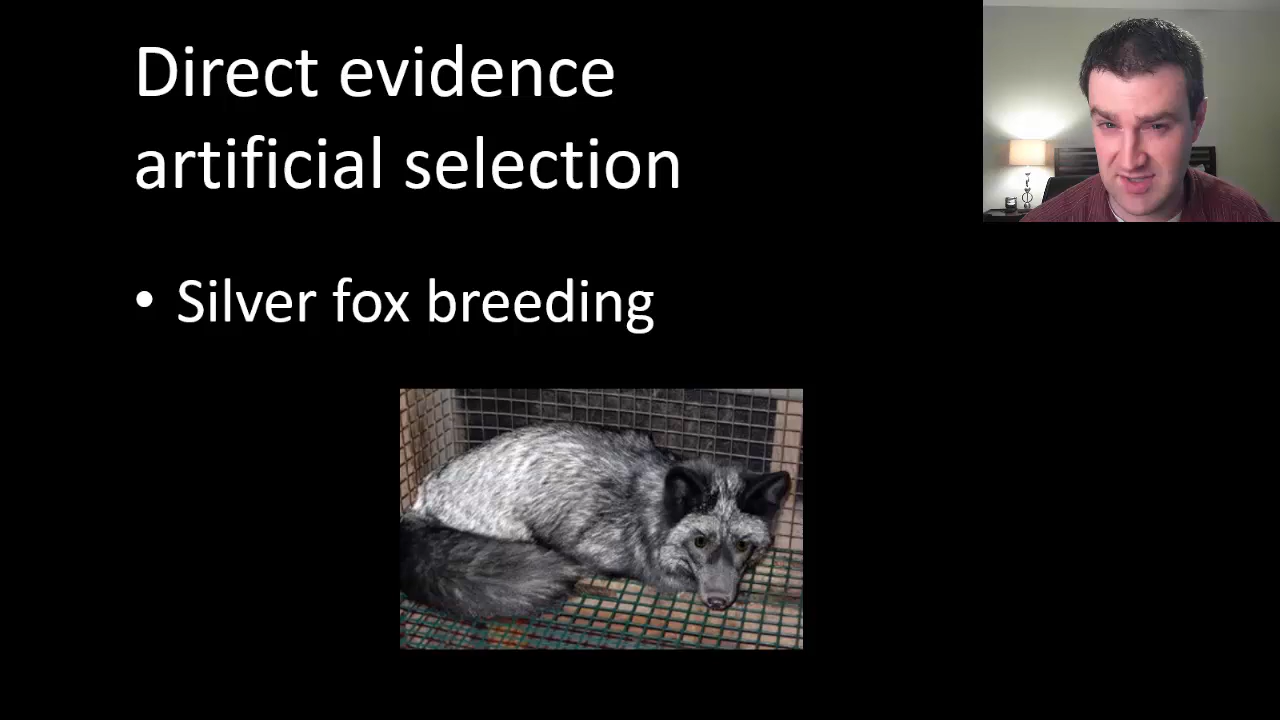 Direct evidence
artificial selection
• Silver fox breeding